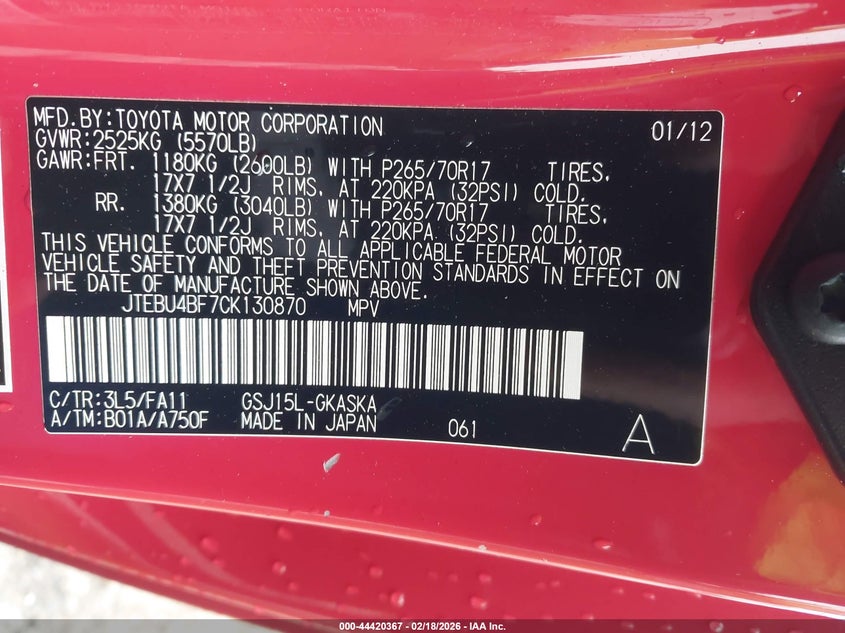 MFD.BY:TOYOTA MOTOR CORPORATION 01/12
GVWR:2525KG (5570LB)
GAWR:FRT. 1180KG (2600LB) WITH P265/70R17 TIRES,
17X7 1/2J RIMS, AT 220KPA (32PSI) COLD.
RR. 1380KG (3040LB) WITH P265/70R17 TIRES,
17X7 1/2J RIMS, AT 220KPA (32PSI) COLD.
THIS VEHICLE CONFORMS TO ALL APPLICABLE FEDERAL MOTOR
VEHICLE SAFETY AND THEFT PREVENTION STANDARDS IN EFFECT ON
THE DATE OF MANUFACTURE SHOWN ABOVE.
JTEBU4BF7CK130870 MPV
C/TR:3L5/FA11 GSJ15L-GKASKA
A/TM:B01A/A750F MADE IN JAPAN 061 A
000-44420367 - 02/18/2026 - IAA Inc.